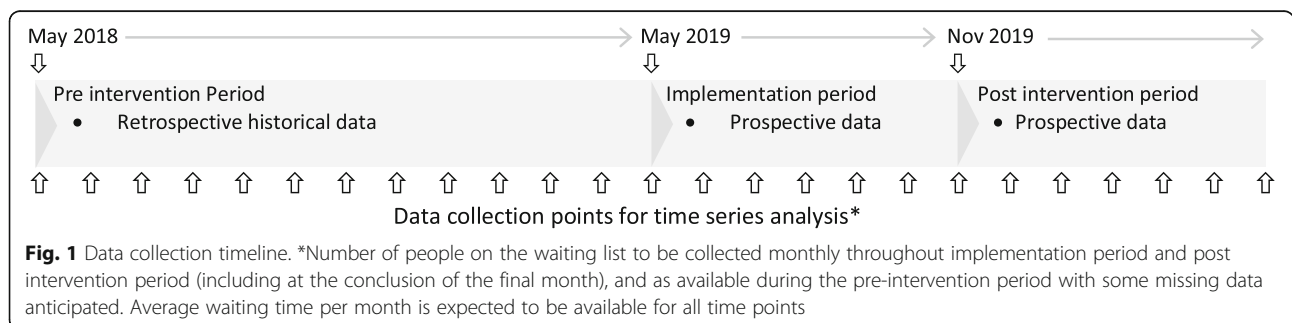 May 2018 May 2019 Nov 2019
Pre intervention Period Implementation period Post intervention period
• Retrospective historical data • Prospective data • Prospective data
Data collection points for time series analysis*
Fig. 1 Data collection timeline. *Number of people on the waiting list to be collected monthly throughout implementation period and post
intervention period (including at the conclusion of the final month), and as available during the pre-intervention period with some missing data
anticipated. Average waiting time per month is expected to be available for all time points